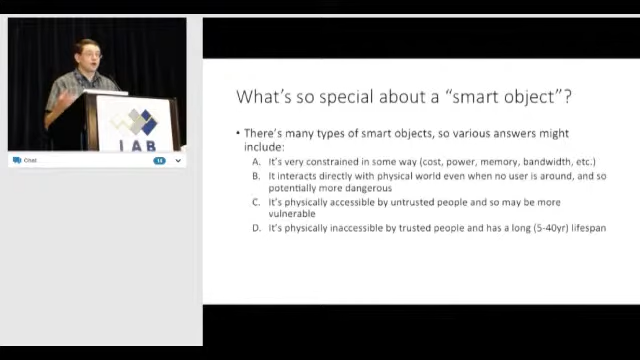 What's so special about a "smart object"?
• There's many types of smart objects, so various answers might
include:
A. It's very constrained in some way (cost, power, memory, bandwidth, etc.)
B. It interacts directly with physical world even when no user is around, and so
potentially more dangerous
C. It's physically accessible by untrusted people and so may be more
vulnerable
D. It's physically inaccessible by trusted people and has a long (5-40yr) lifespan
IAB
Chat